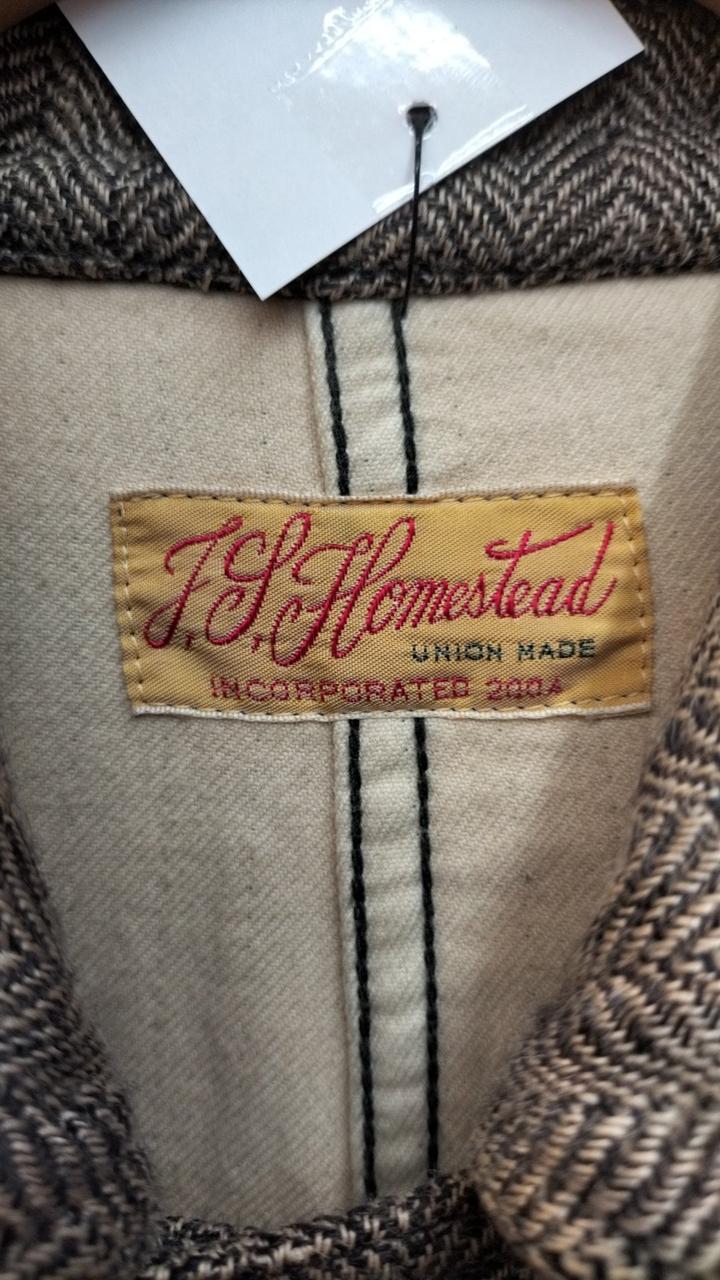 J.S. Homestead
UNION MADE
INCORPORATED 2004